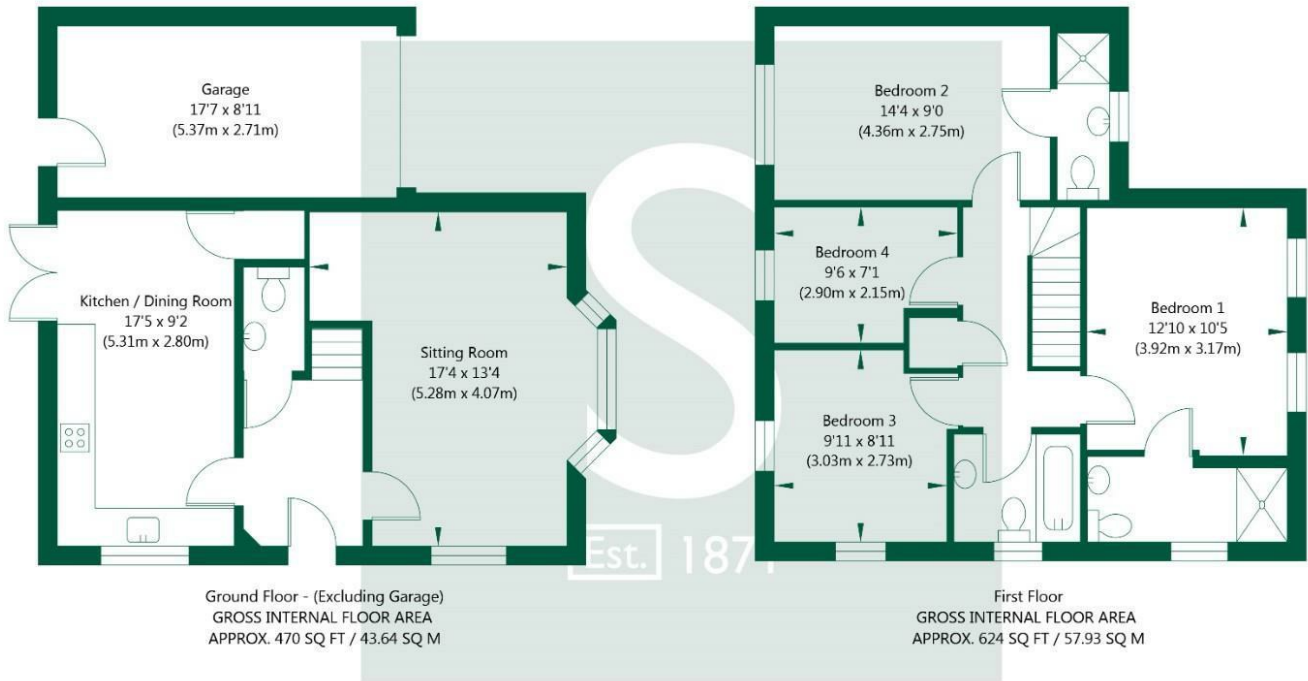 Garage
17'7 x 8'11
(5.37m x 2.71m)
Kitchen / Dining Room
17'5 x 9'2
(5.31m x 2.80m)
Sitting Room
17'4 x 13'4
(5.28m x 4.07m)
Bedroom 2
14'4 x 9'0
(4.36m x 2.75m)
Bedroom 4
9'6 x 7'1
(2.90m x 2.15m)
Bedroom 1
12'10 x 10'5
(3.92m x 3.17m)
Bedroom 3
9'11 x 8'11
(3.03m x 2.73m)
S
Est. 1871
Ground Floor - (Excluding Garage)
GROSS INTERNAL FLOOR AREA
APPROX. 470 SQ FT / 43.64 SQ M
First Floor
GROSS INTERNAL FLOOR AREA
APPROX. 624 SQ FT / 57.93 SQ M